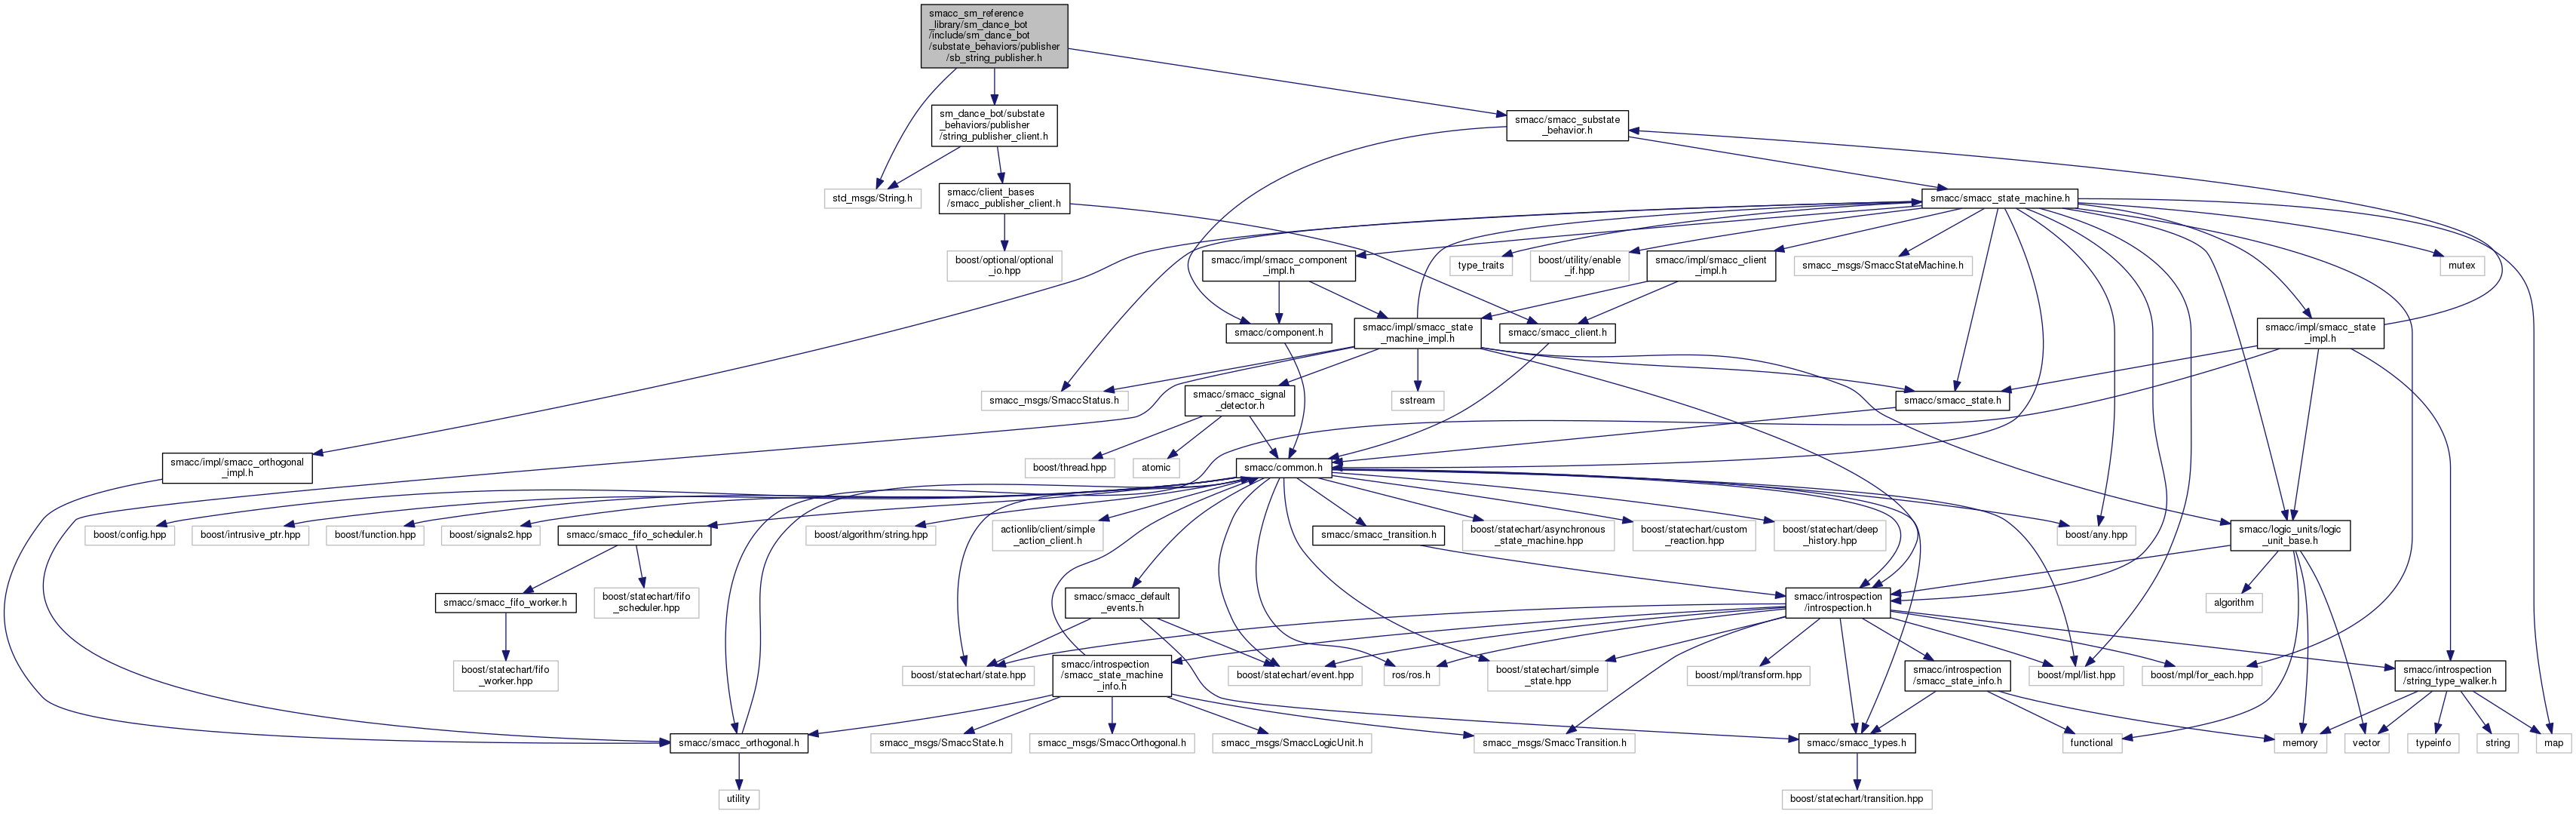 smacc_sm_reference
_library/sm_dance_bot
/include/sm_dance_bot
/substate_behaviors/publisher
/sb_string_publisher.h
sm_dance_bot/substate
_behaviors/publisher
/string_publisher_client.h
smacc/smacc_substate
_behavior.h
std_msgs/String.h
smacc/client_bases
/smacc_publisher_client.h
smacc/smacc_state_machine.h
boost/optional/optional
_io.hpp
smacc/impl/smacc_component
_impl.h
type_traits
boost/utility/enable
_if.hpp
smacc/impl/smacc_client
_impl.h
smacc_msgs/SmaccStateMachine.h
mutex
smacc/component.h
smacc/impl/smacc_state
_machine_impl.h
smacc/smacc_client.h
smacc/impl/smacc_state
_impl.h
smacc_msgs/SmaccStatus.h
smacc/smacc_signal
_detector.h
sstream
smacc/smacc_state.h
smacc/impl/smacc_orthogonal
_impl.h
boost/thread.hpp
atomic
smacc/common.h
boost/config.hpp
boost/intrusive_ptr.hpp
boost/function.hpp
boost/signals2.hpp
smacc/smacc_fifo_scheduler.h
boost/algorithm/string.hpp
actionlib/client/simple
_action_client.h
smacc/smacc_transition.h
boost/statechart/asynchronous
_state_machine.hpp
boost/statechart/custom
_reaction.hpp
boost/statechart/deep
_history.hpp
boost/any.hpp
smacc/logic_units/logic
_unit_base.h
smacc/smacc_fifo_worker.h
boost/statechart/fifo
_scheduler.hpp
smacc/smacc_default
_events.h
smacc/introspection
/introspection.h
algorithm
boost/statechart/fifo
_worker.hpp
boost/statechart/state.hpp
smacc/introspection
/smacc_state_machine
_info.h
boost/statechart/event.hpp
ros/ros.h
boost/statechart/simple
_state.hpp
boost/mpl/transform.hpp
smacc/introspection
/smacc_state_info.h
boost/mpl/list.hpp
boost/mpl/for_each.hpp
smacc/introspection
/string_type_walker.h
smacc/smacc_orthogonal.h
smacc_msgs/SmaccState.h
smacc_msgs/SmaccOrthogonal.h
smacc_msgs/SmaccLogicUnit.h
smacc_msgs/SmaccTransition.h
smacc/smacc_types.h
functional
memory
vector
typeinfo
string
map
utility
boost/statechart/transition.hpp